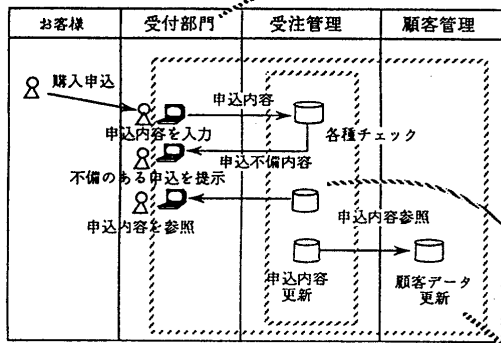 お客様 受付部門 受注管理 顧客管理
購入申込
申込内容
申込内容を入力
各種チェック
申込不備内容
不備のある申込を提示
申込内容を参照
申込内容参照
申込内容
更新
顧客データ
更新